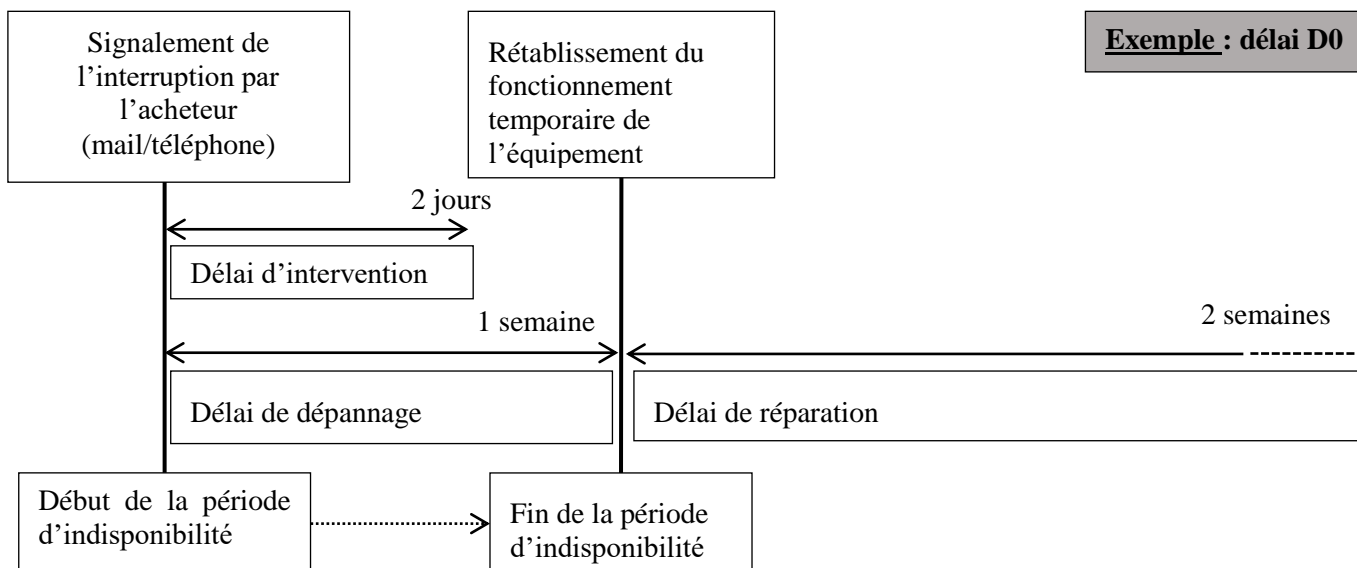 Signalement de
l’interruption par
l’acheteur
(mail/téléphone)
Rétablissement du
fonctionnement
temporaire de
l’équipement
Exemple : délai D0
2 jours
Délai d’intervention
1 semaine
2 semaines
Délai de dépannage
Délai de réparation
Début de la période
d’indisponibilité
Fin de la période
d’indisponibilité